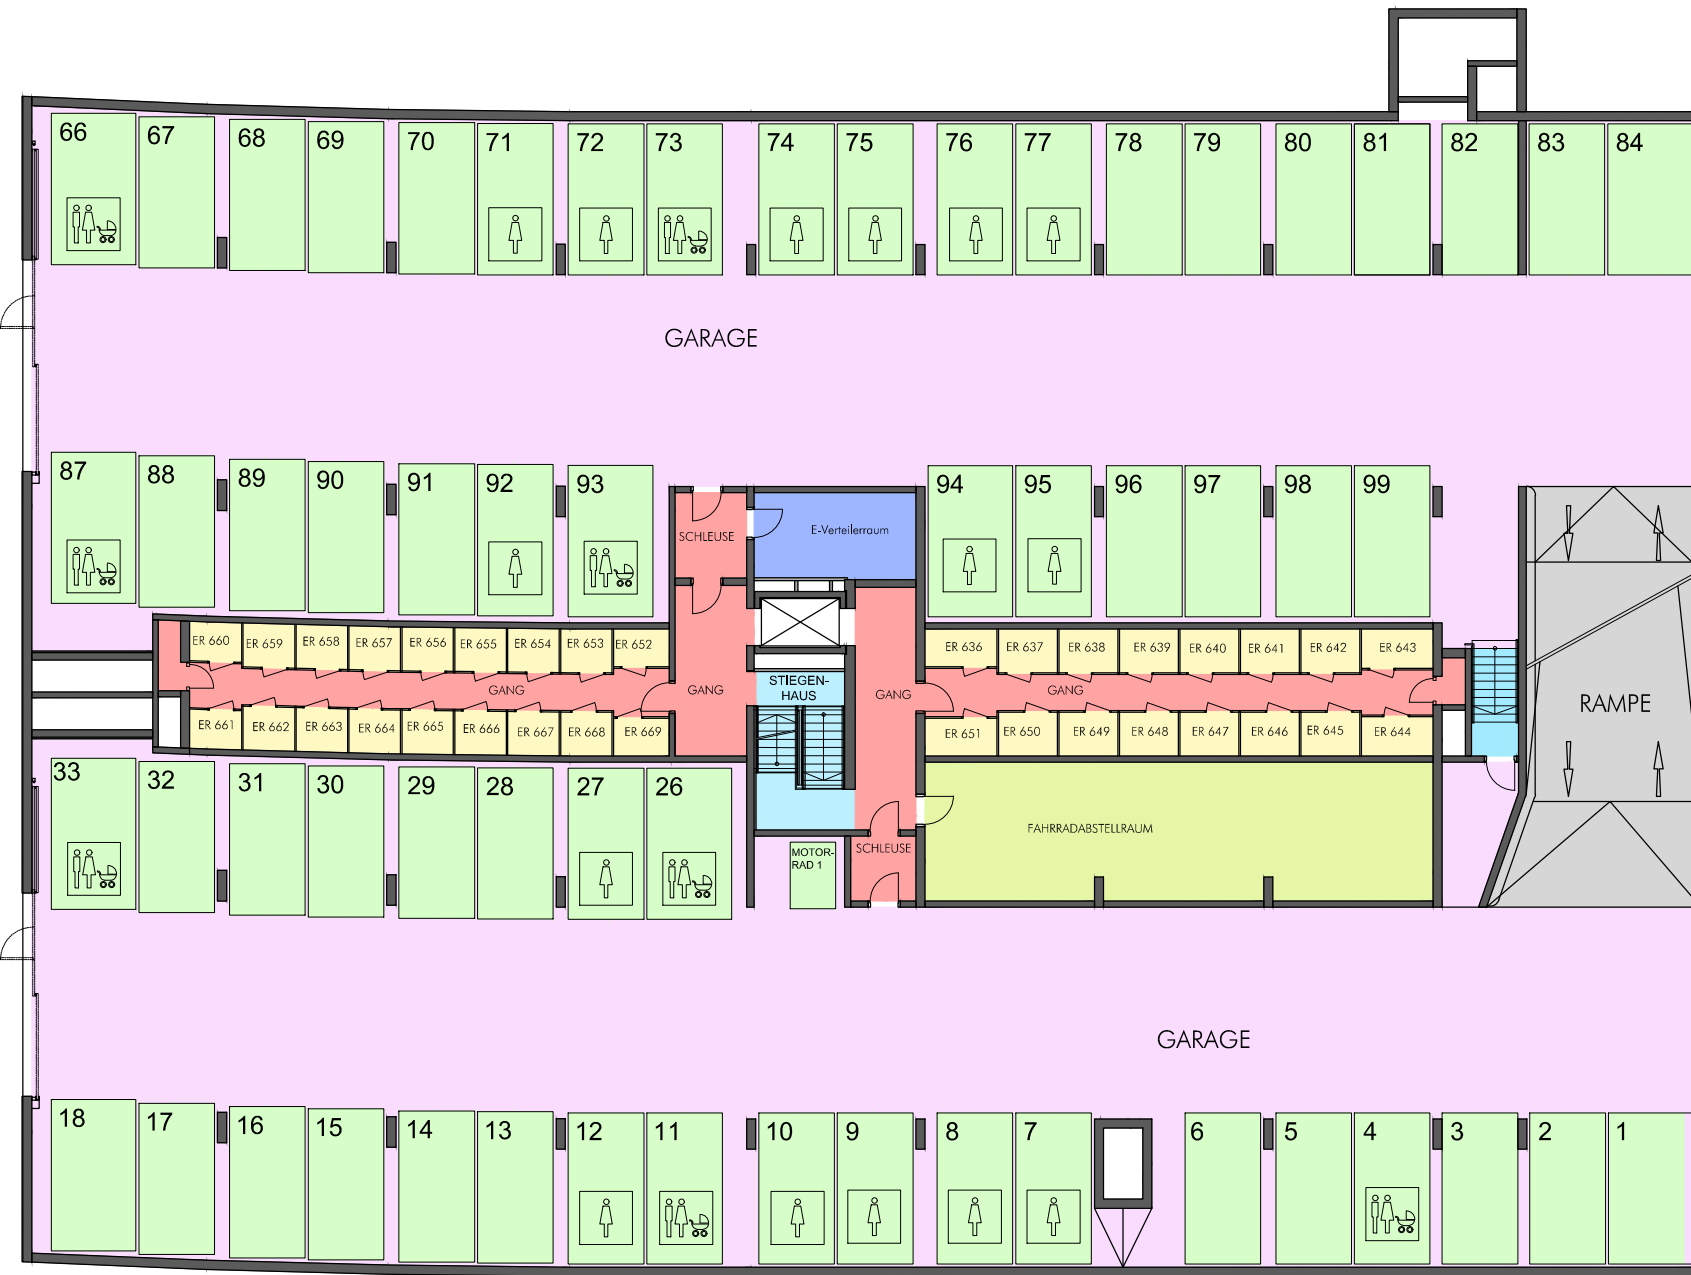 66
67
68
69
70
71
72
73
74
75
76
77
78
79
80
81
82
83
84
GARAGE
87
88
89
90
91
92
93
94
95
96
97
98
99
SCHLEUSE
E-Verteilerraum
ER 660
ER 659
ER 658
ER 657
ER 656
ER 655
ER 654
ER 653
ER 652
ER 636
ER 637
ER 638
ER 639
ER 640
ER 641
ER 642
ER 643
GANG
GANG
STIEGEN-
HAUS
GANG
GANG
RAMPE
ER 661
ER 662
ER 663
ER 664
ER 665
ER 666
ER 667
ER 668
ER 669
ER 651
ER 650
ER 649
ER 648
ER 647
ER 646
ER 645
ER 644
33
32
31
30
29
28
27
26
MOTOR-
RAD 1
SCHLEUSE
FAHRRADABSTELLRAUM
GARAGE
18
17
16
15
14
13
12
11
10
9
8
7
6
5
4
3
2
1